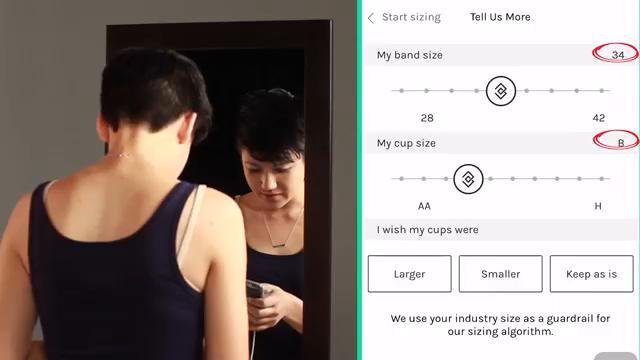 Start sizing
Tell Us More
My band size
34
28
42
My cup size
B
AA
H
I wish my cups were
Larger
Smaller
Keep as is
We use your industry size as a guardrail for
our sizing algorithm.